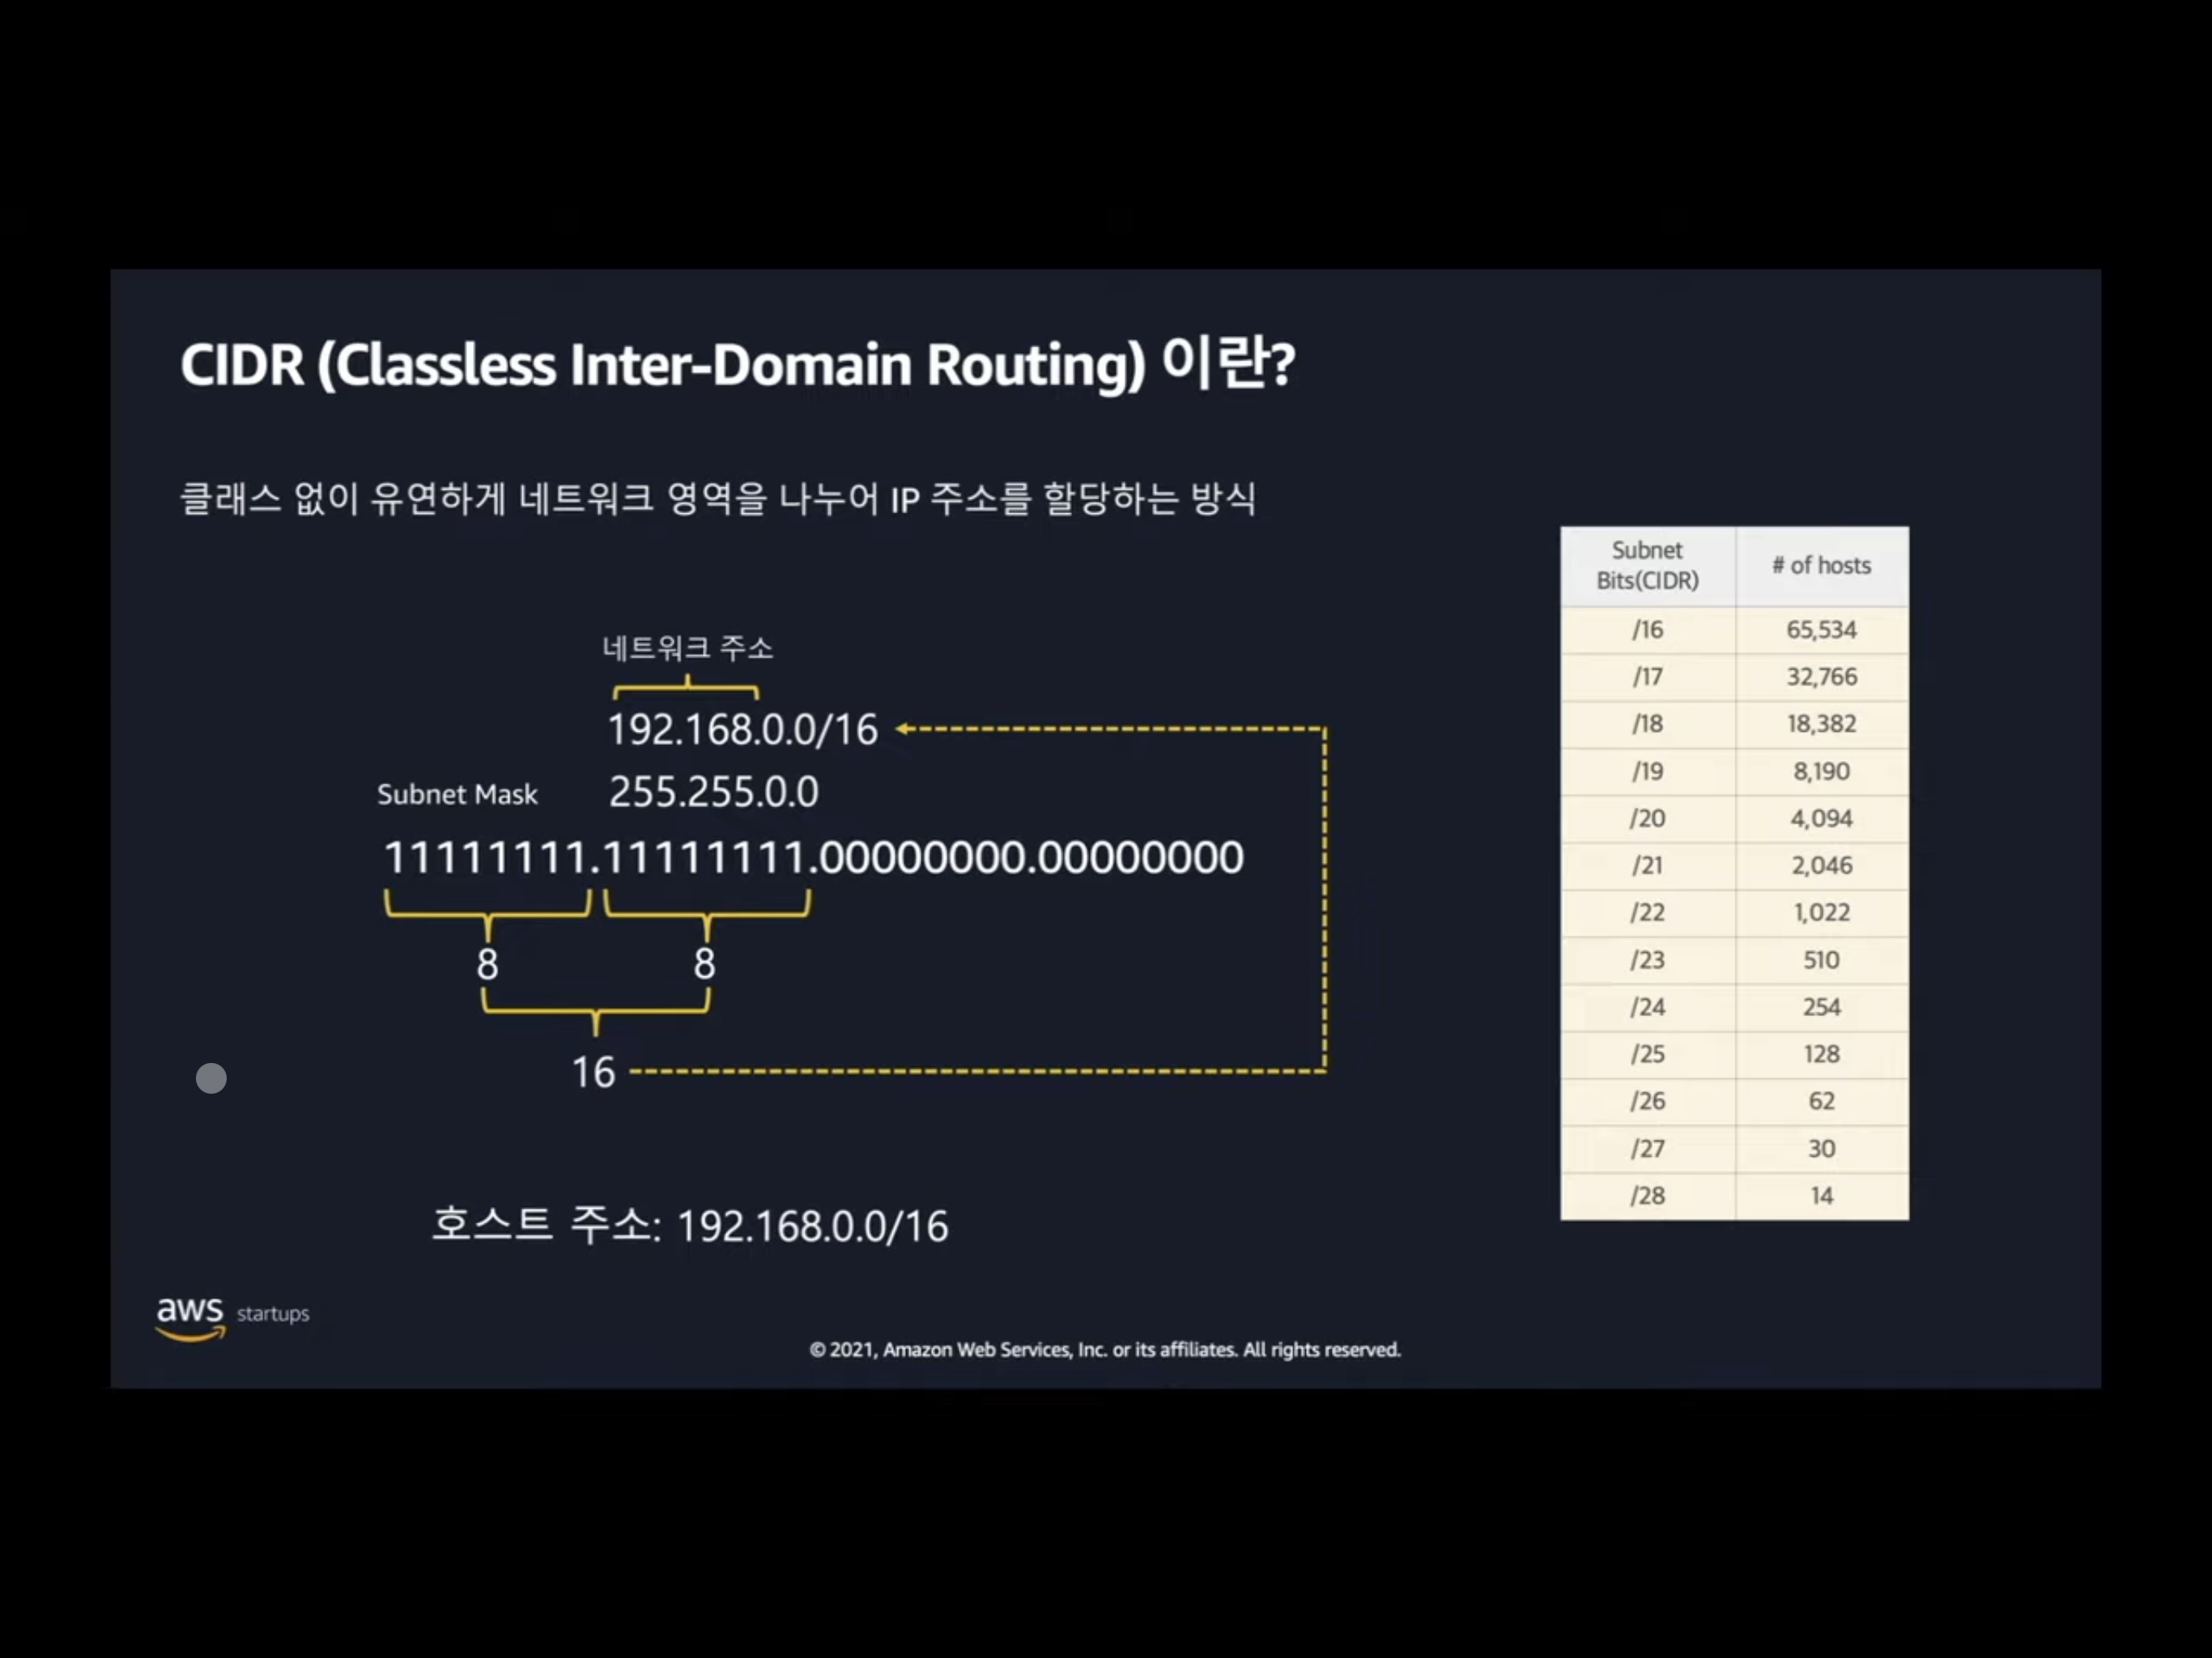 CIDR (Classless Inter-Domain Routing) 이란?
클래스 없이 유연하게 네트워크 영역을 나누어 IP 주소를 할당하는 방식
네트워크 주소
192.168.0.0/16
Subnet Mask 255.255.0.0
11111111.11111111.00000000.00000000
8 8
16
호스트 주소: 192.168.0.0/16
Subnet
Bits(CIDR) # of hosts
/16 65,534
/17 32,766
/18 18,382
/19 8,190
/20 4,094
/21 2,046
/22 1,022
/23 510
/24 254
/25 128
/26 62
/27 30
/28 14
aws startups
© 2021, Amazon Web Services, Inc. or its affiliates. All rights reserved.